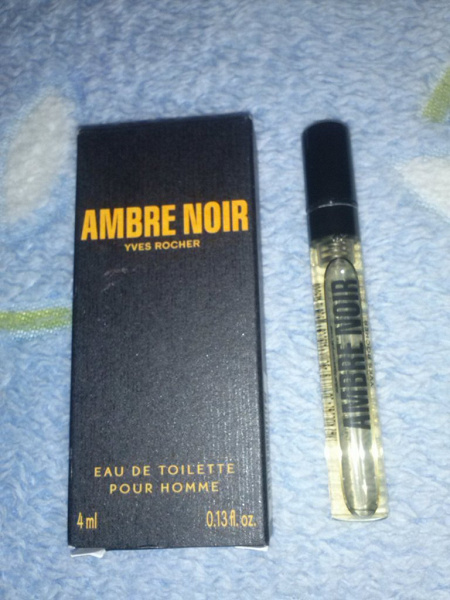 AMBRE NOIR
YVES ROCHER
EAU DE TOILETTE
POUR HOMME
4 ml 0.13 fl. oz.
AMBRE NOIR